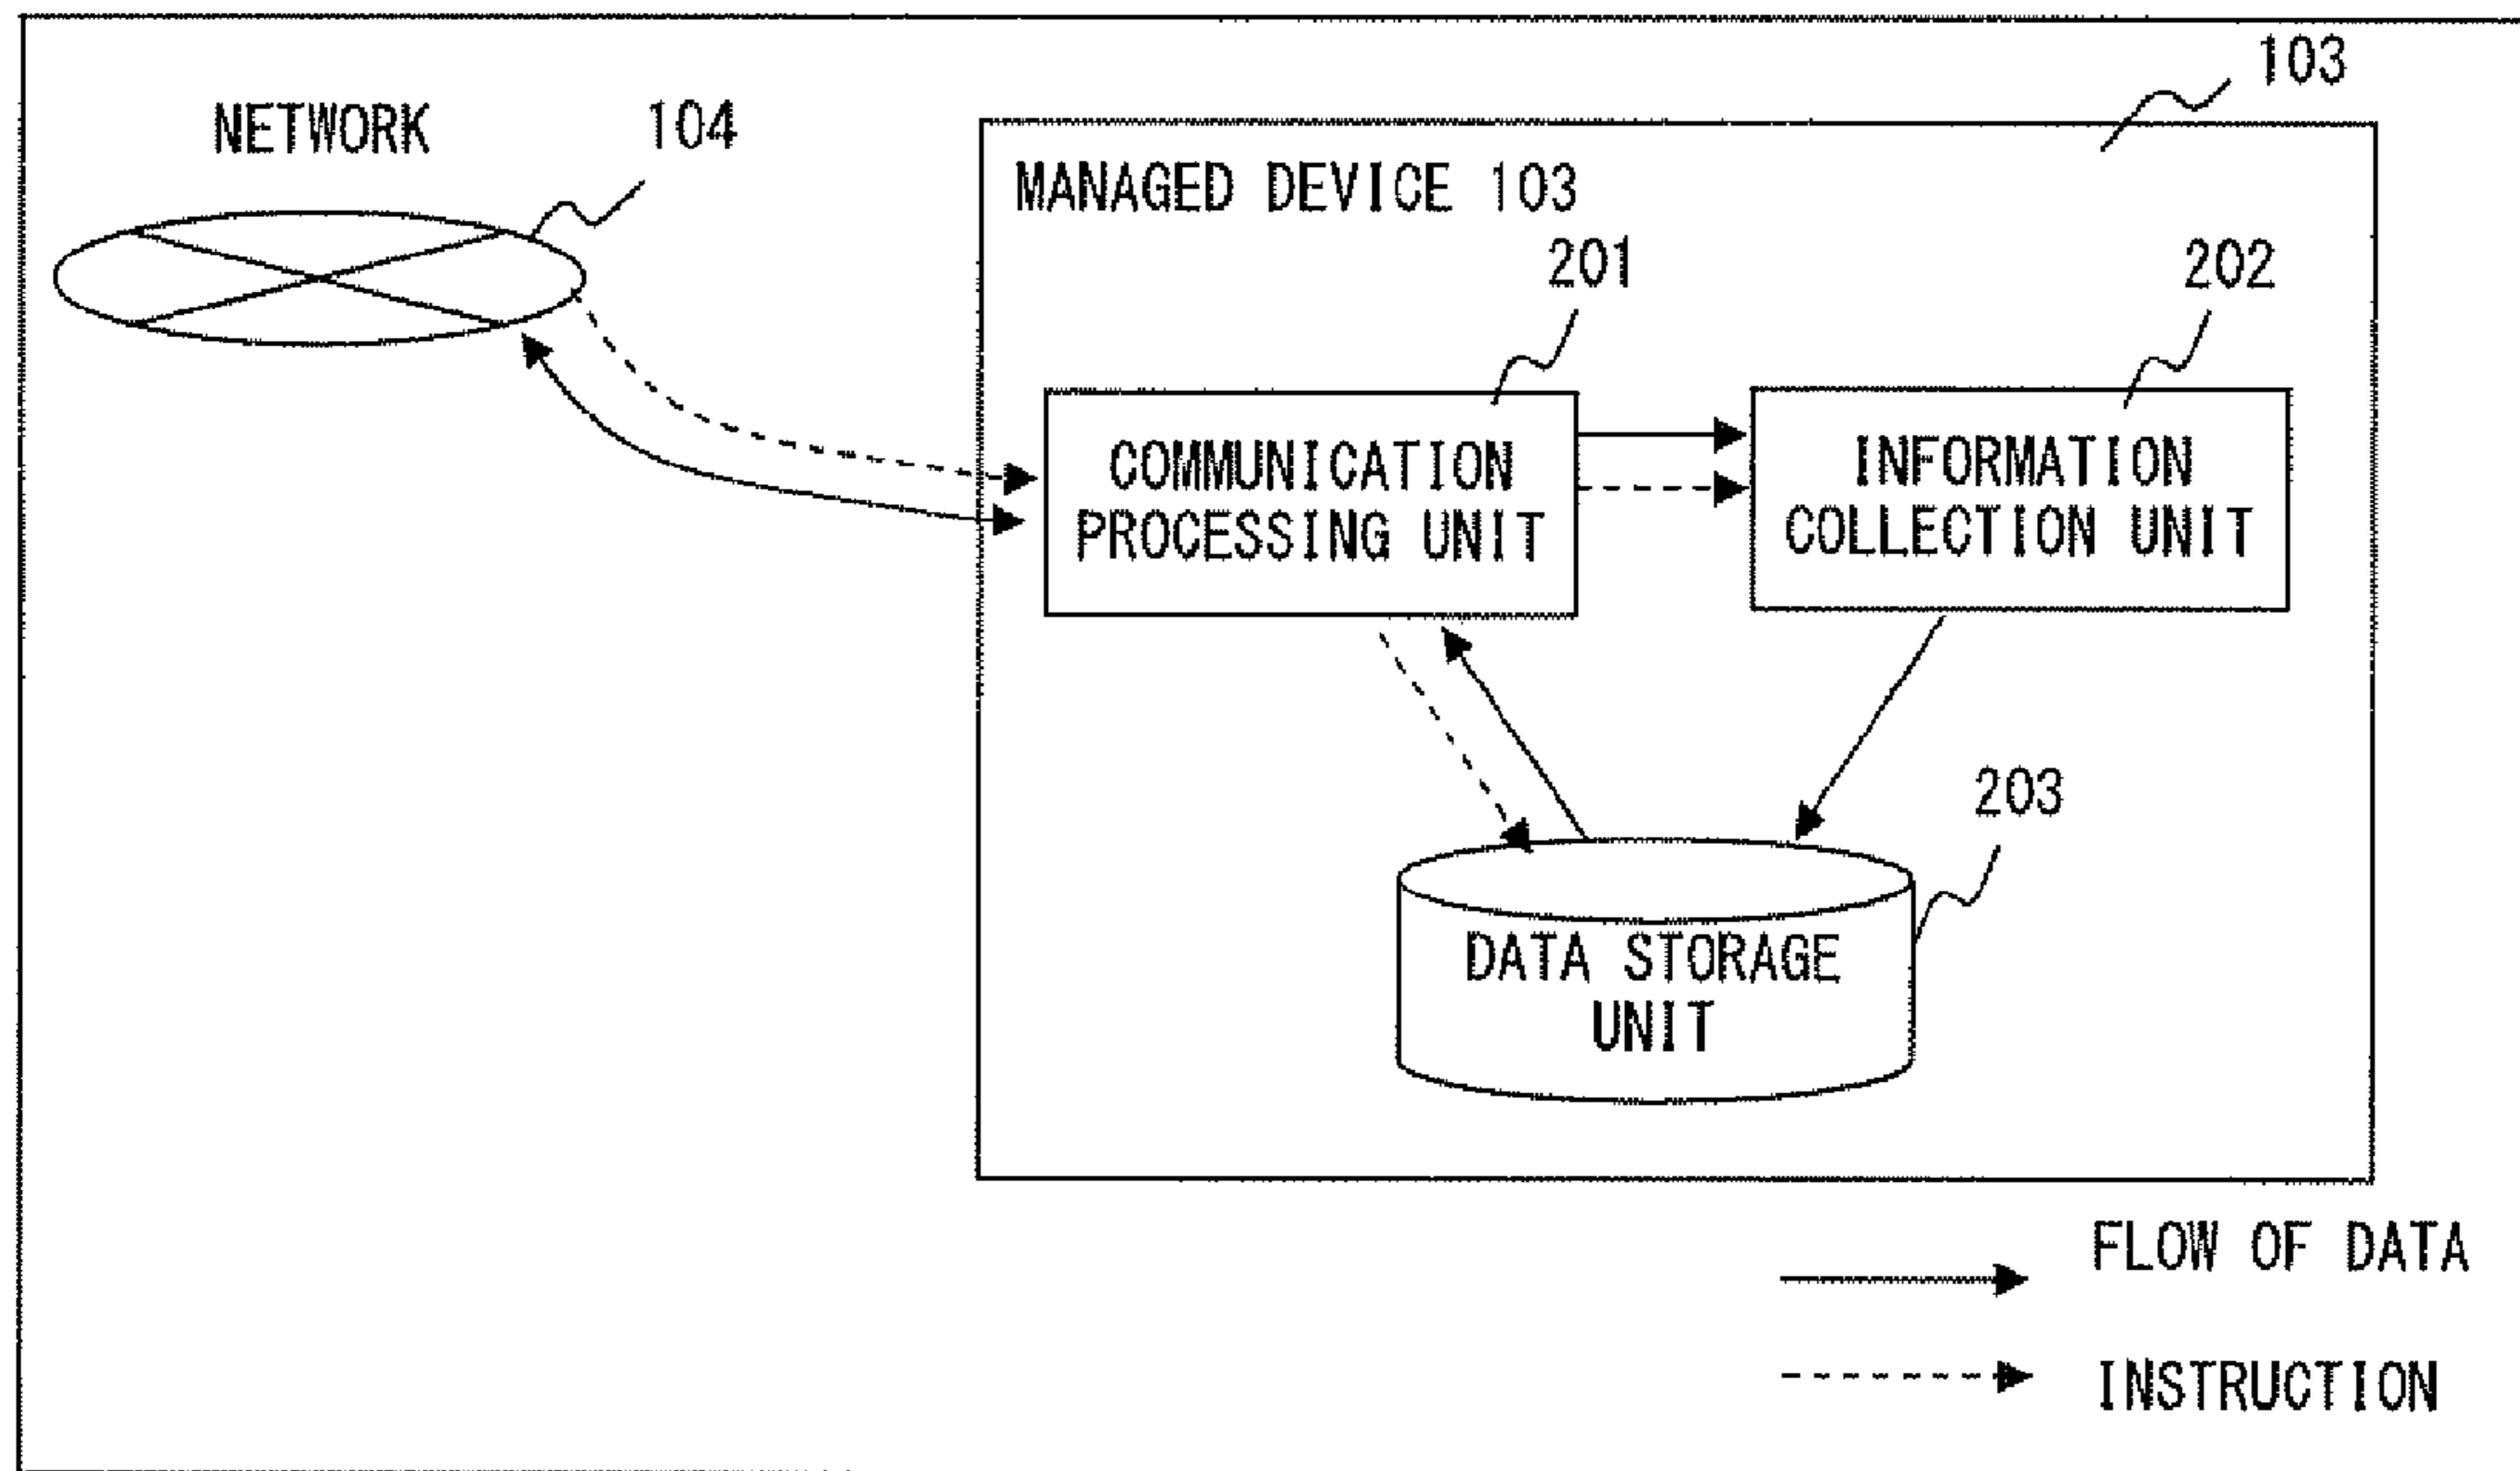 103
NETWORK
104
MANAGED DEVICE 103
201
202
COMMUNICATION
PROCESSING UNIT
INFORMATION
COLLECTION UNIT
203
DATA STORAGE
UNIT
FLOW OF DATA
INSTRUCTION